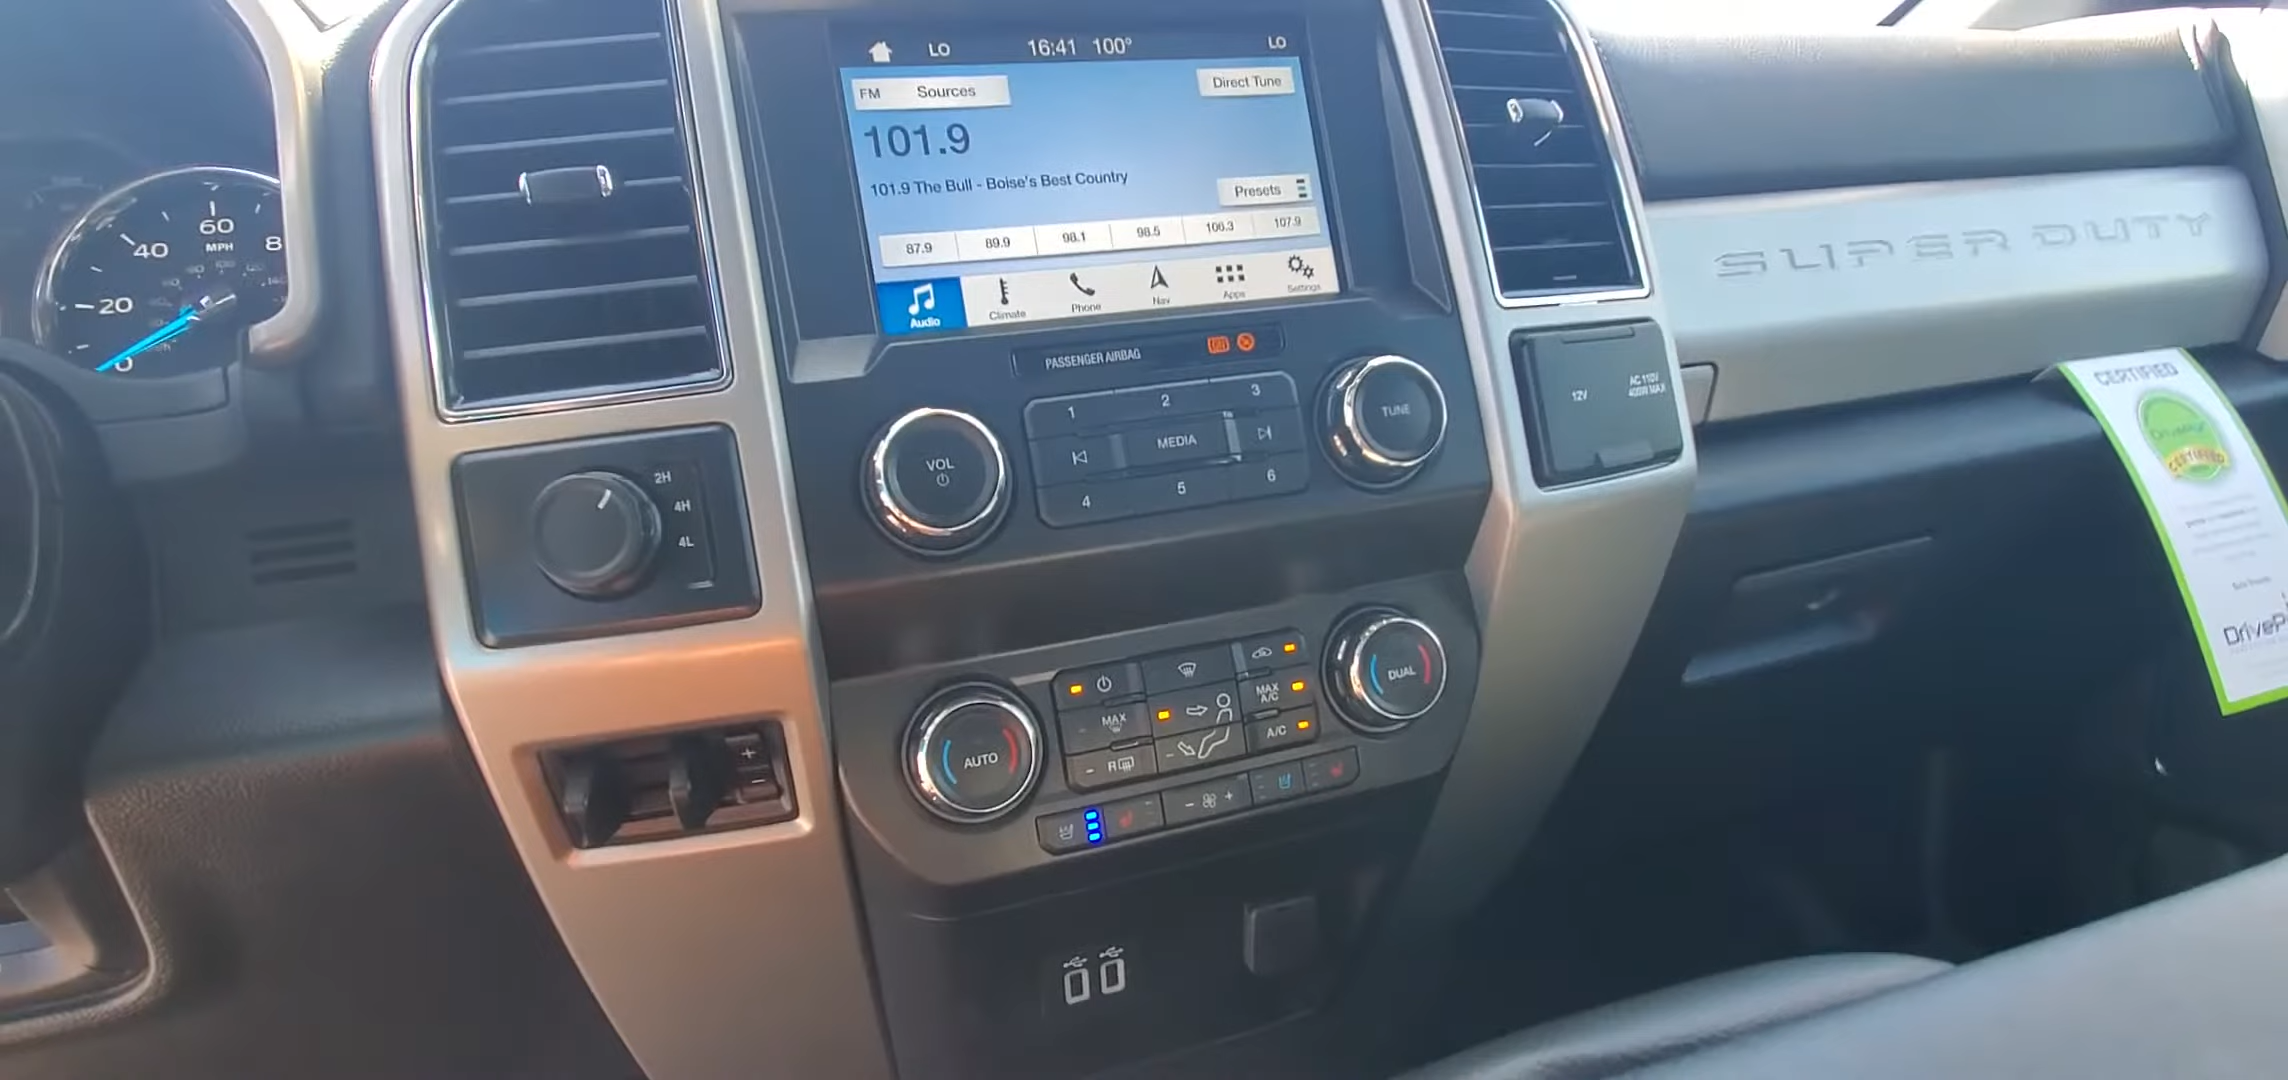 LO 16:41 100° LO
FM Sources
Direct Tune
101.9
101.9 The Bull - Boise's Best Country
Presets
87.9 89.9 98.1 98.5 106.3 107.9
Audio Climate Phone Nav Apps Settings
60
MPH
40
8
20
0
SUPER DUTY
PASSENGER AIRBAG
1 2 3
VOL
MEDIA
TUNE
4 5 6
12V
AC 110V
400W MAX
2H
4H
4L
CERTIFIED
CERTIFIED
DriveP
AUTO
MAX
R
MAX
A/C
A/C
DUAL
+
-
- +